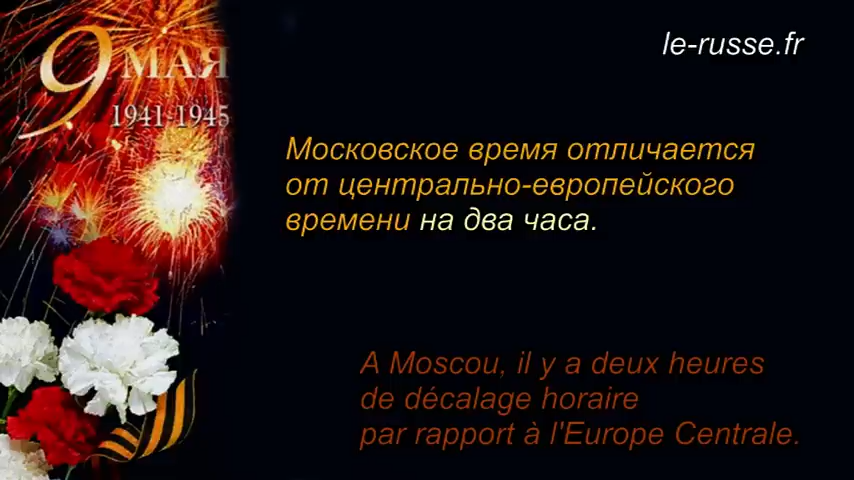 le-russe.fr
9 МАЯ
1941-1945
Московское время отличается
от центрально-европейского
времени на два часа.
A Moscou, il y a deux heures
de décalage horaire
par rapport à l'Europe Centrale.